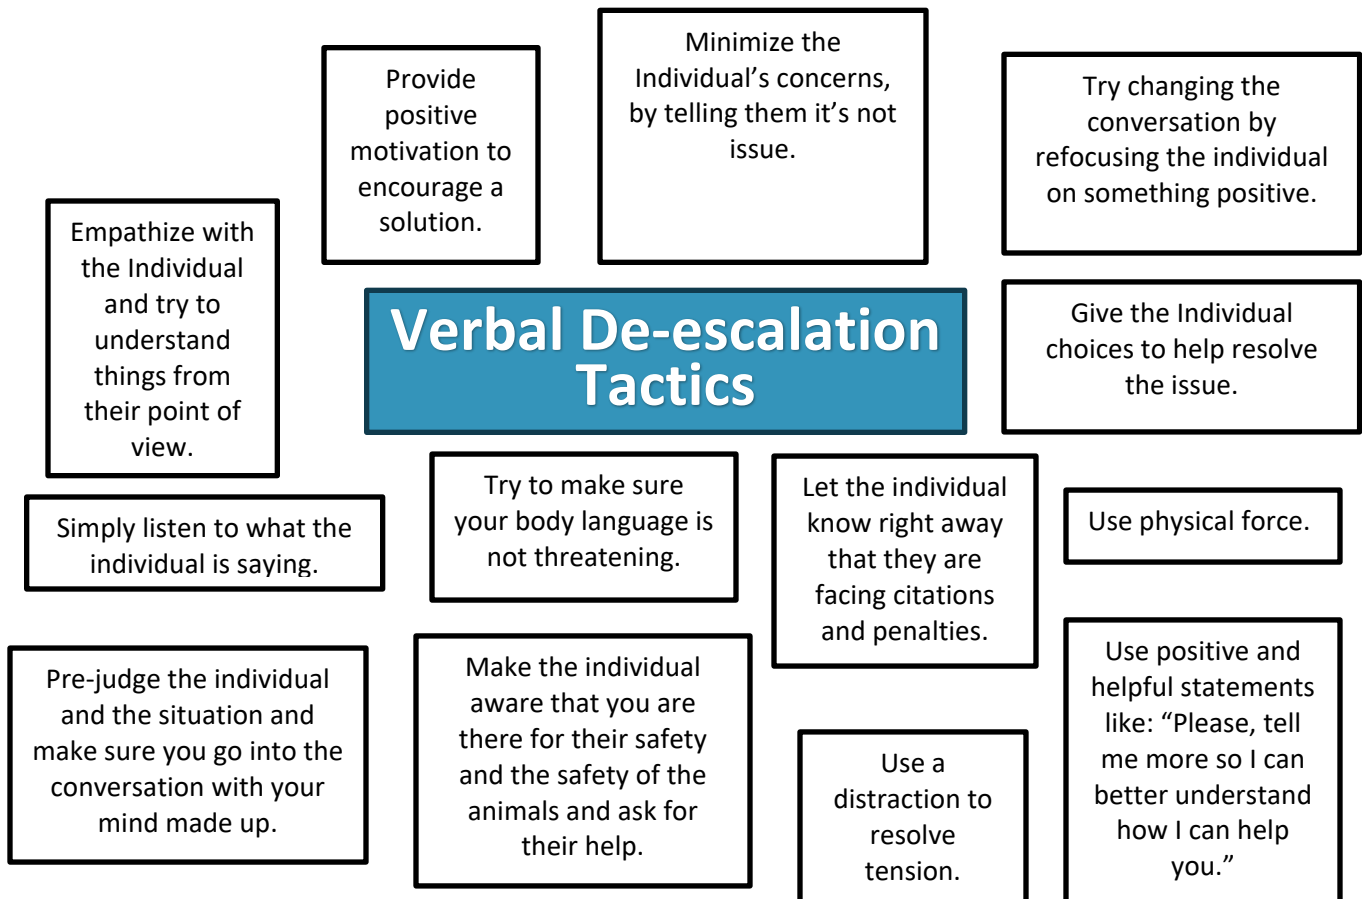 Provide
positive
motivation to
encourage a
solution.
Minimize the
Individual’s concerns,
by telling them it’s not
issue.
Try changing the
conversation by
refocusing the individual
on something positive.
Empathize with
the Individual
and try to
understand
things from
their point of
view.
Verbal De-escalation
Tactics
Give the Individual
choices to help resolve
the issue.
Simply listen to what the
individual is saying.
Try to make sure
your body language is
not threatening.
Let the individual
know right away
that they are
facing citations
and penalties.
Use physical force.
Pre-judge the individual
and the situation and
make sure you go into the
conversation with your
mind made up.
Make the individual
aware that you are
there for their safety
and the safety of the
animals and ask for
their help.
Use a
distraction to
resolve
tension.
Use positive and
helpful statements
like: “Please, tell
me more so I can
better understand
how I can help
you.”